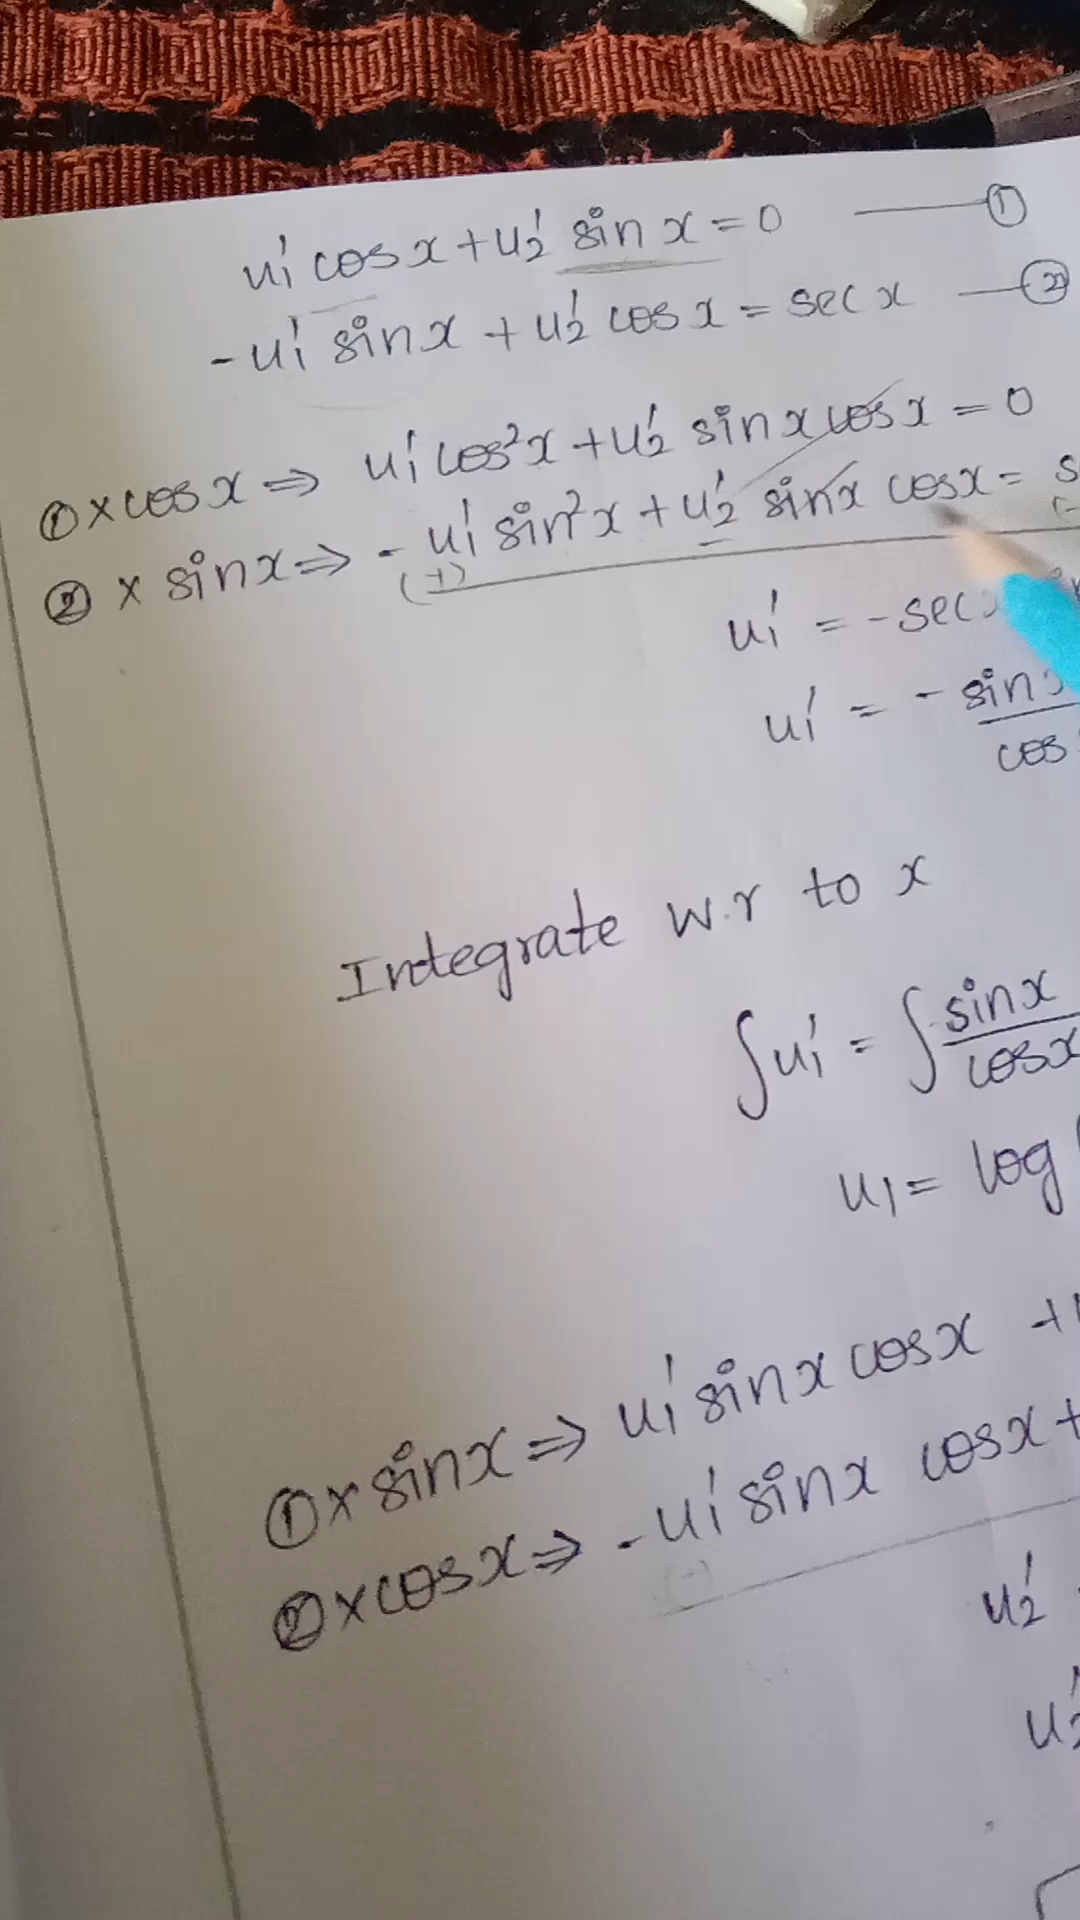 u₁' cos x + u₂' sin x = 0 —— ①
- u₁' sin x + u₂' cos x = sec x —— ②
① × cos x ⇒ u₁' cos²x + u₂' sin x cos x = 0
② × sin x ⇒ - u₁' sin²x + u₂' sin x cos x = s
(+) - (-
u₁' = - sec
u₁' = - sin x / cos
Integrate w.r to x
∫ u₁' = ∫ sin x / cos x
u₁ = log
① × sin x ⇒ u₁' sin x cos x +
② × cos x ⇒ - u₁' sin x cos x +
(-)
u₂'
u₂'